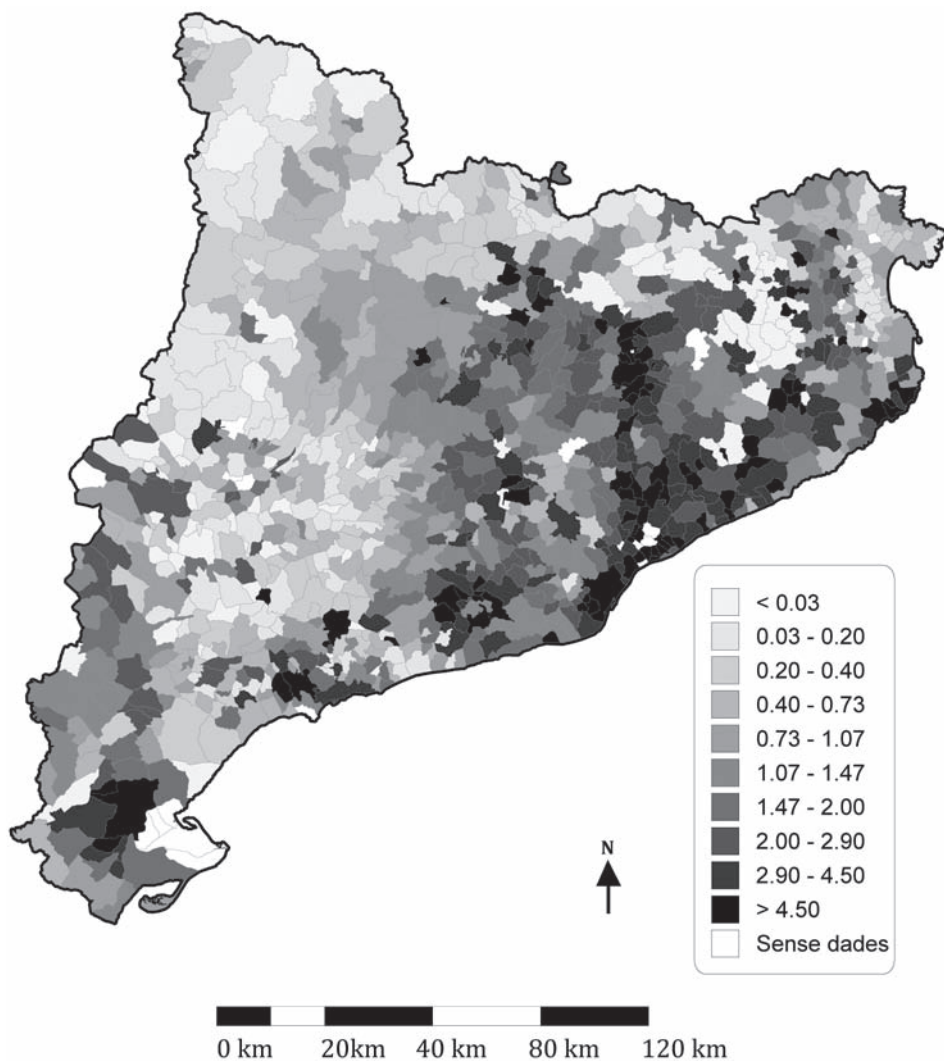 < 0.03
0.03 - 0.20
0.20 - 0.40
0.40 - 0.73
0.73 - 1.07
1.07 - 1.47
1.47 - 2.00
2.00 - 2.90
2.90 - 4.50
> 4.50
Sense dades
N
0 km 20km 40 km 80 km 120 km